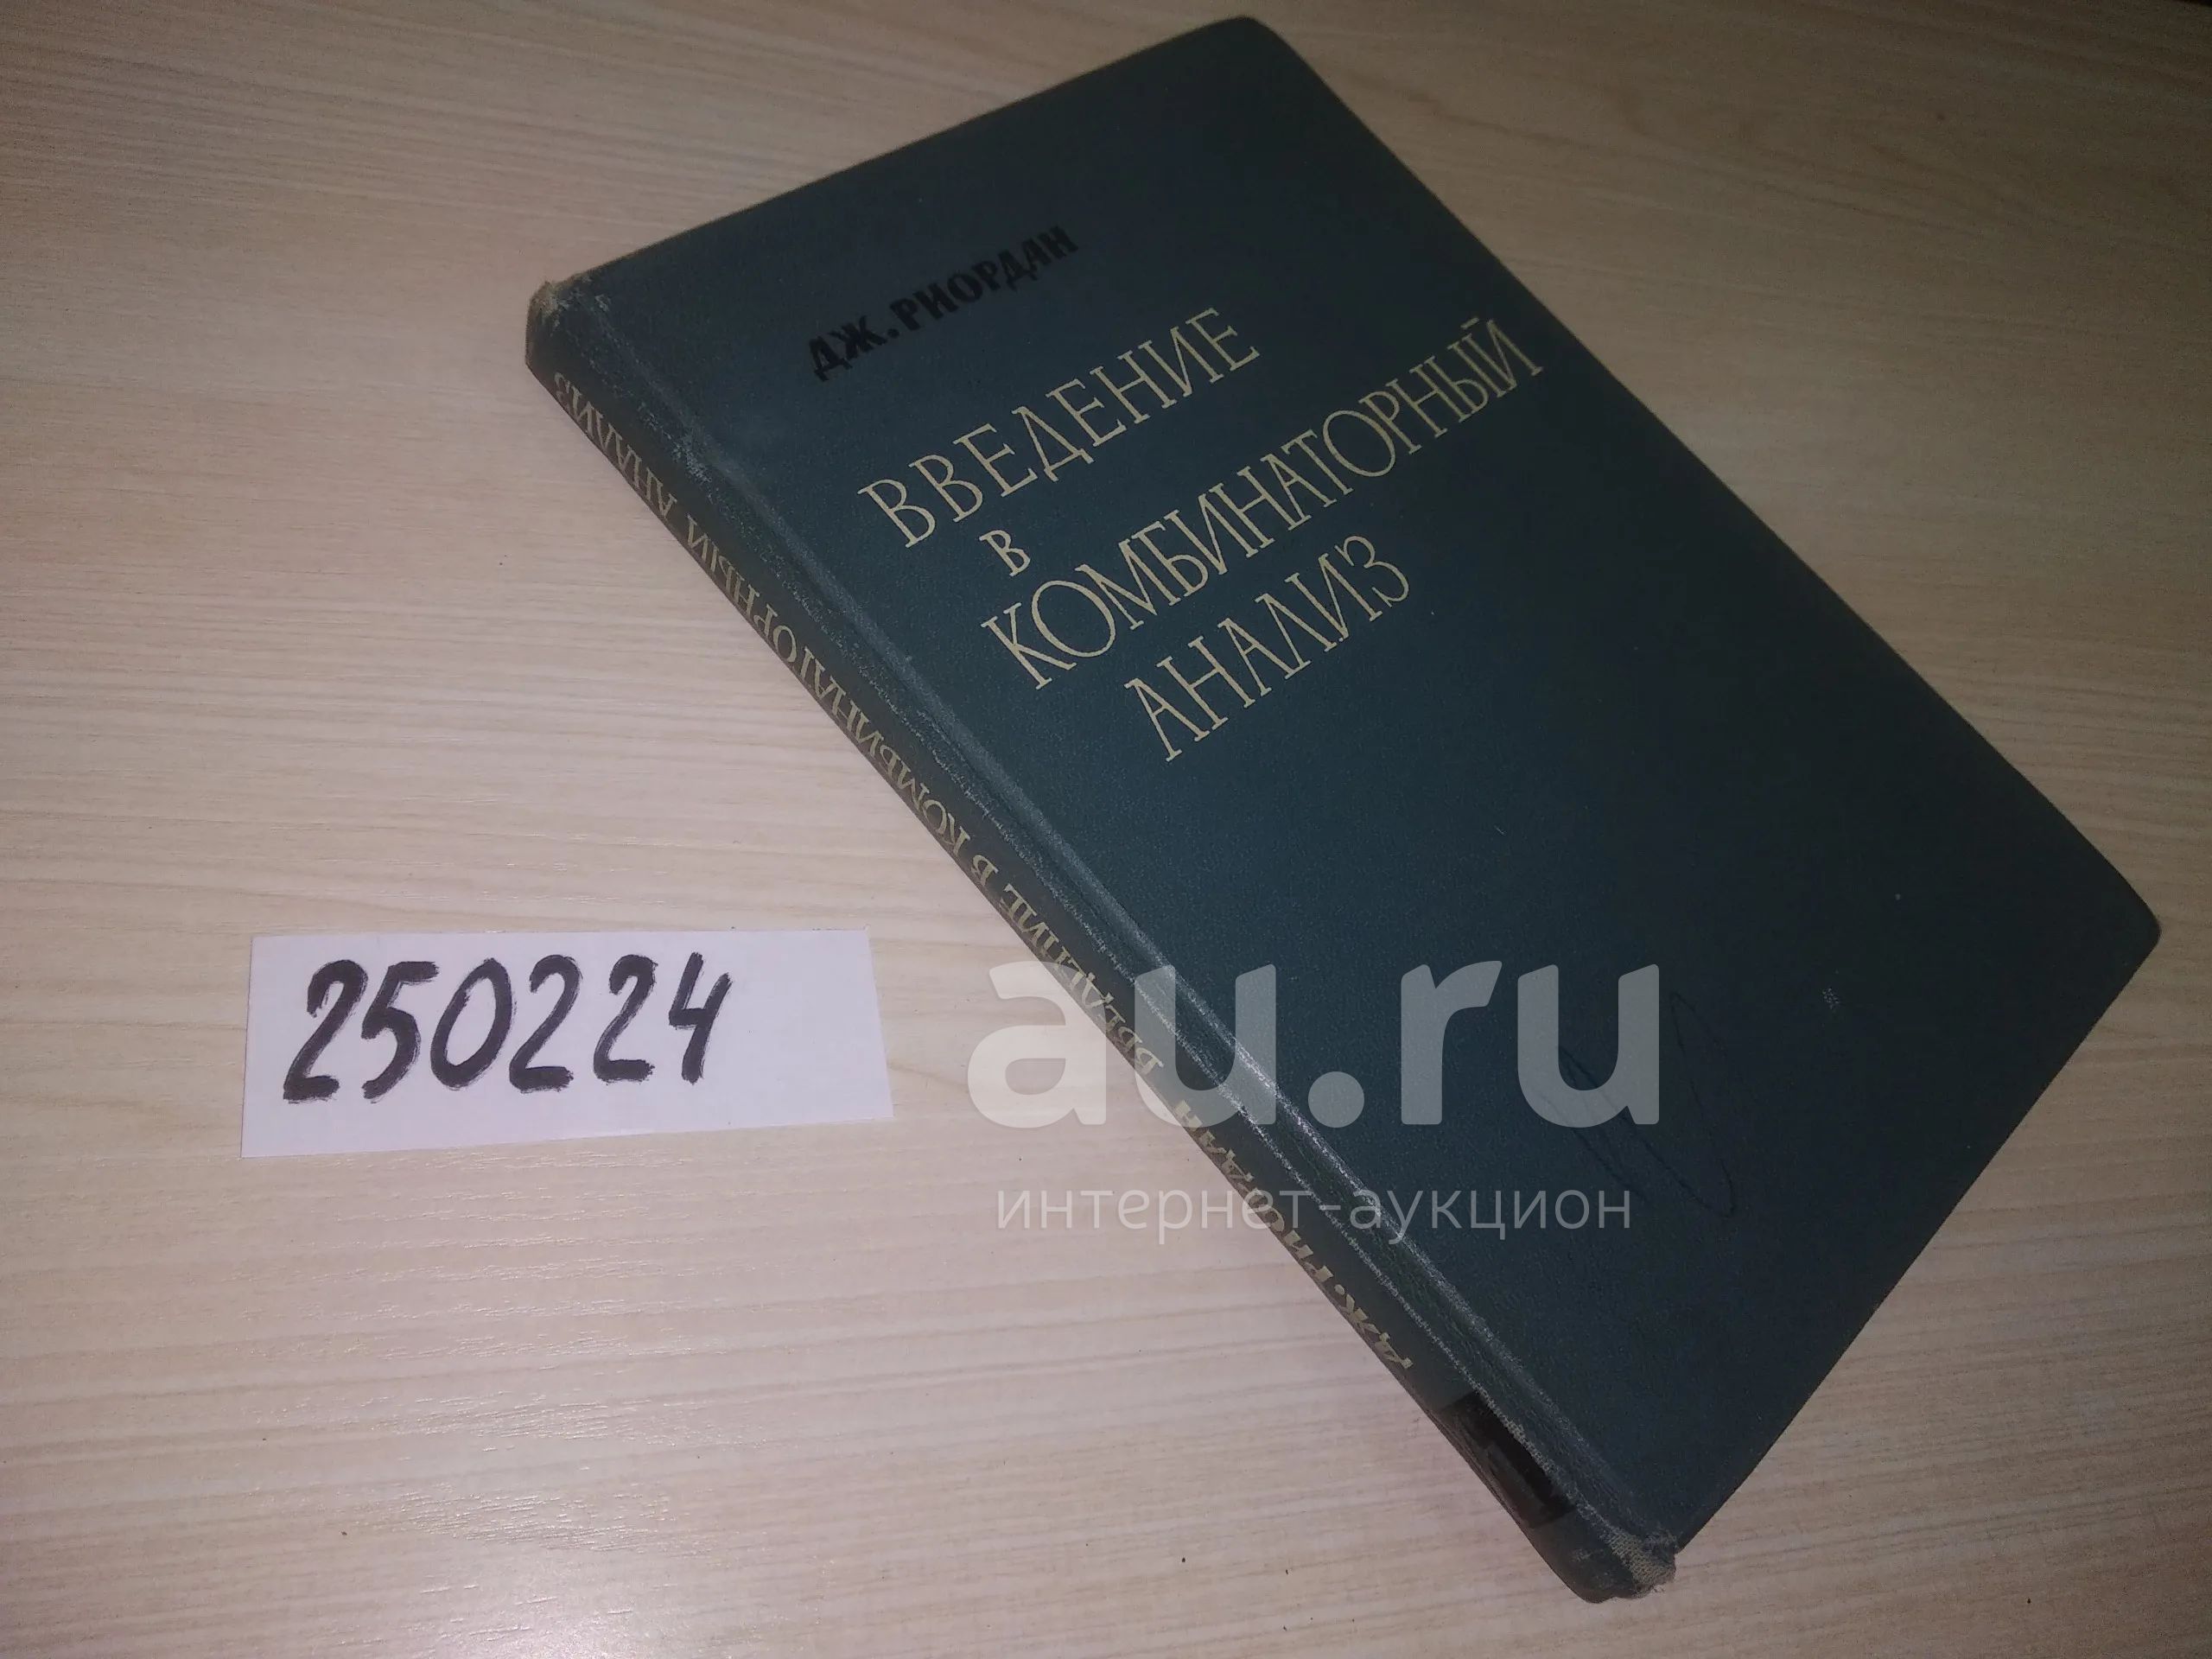 ДЖ. РИОРДАН
ВВЕДЕНИЕ
В
КОМБИНАТОРНЫЙ
АНАЛИЗ
ДЖ. РИОРДАН ВВЕДЕНИЕ В КОМБИНАТОРНЫЙ АНАЛИЗ
250224
au.ru
интернет-аукцион